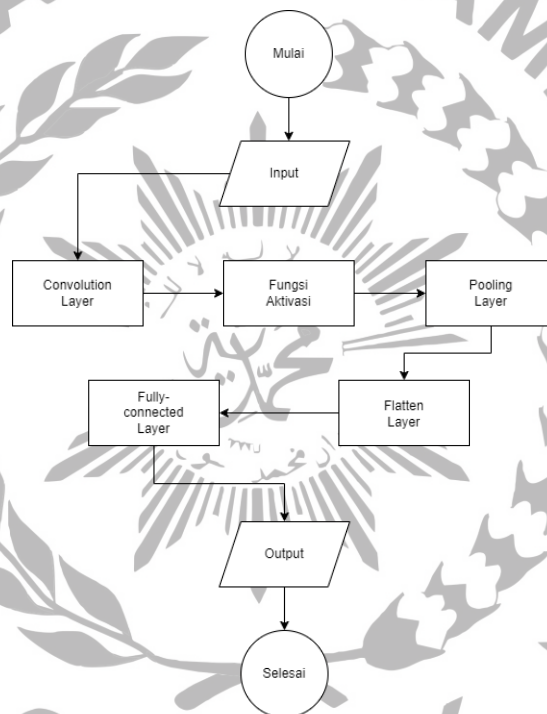 Mulai
Input
Convolution
Layer
Fungsi
Aktivasi
Pooling
Layer
Flatten
Layer
Fully-
connected
Layer
Output
Selesai